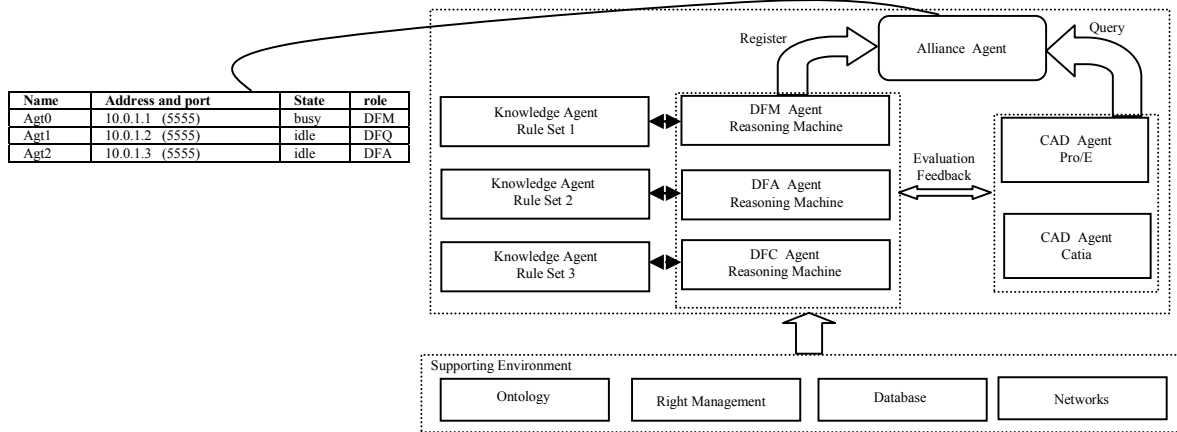 Register
Alliance Agent
Query
Name Address and port State role
Agt0 10.0.1.1 (5555) busy DFM
Agt1 10.0.1.2 (5555) idle DFQ
Agt2 10.0.1.3 (5555) idle DFA
Knowledge Agent
Rule Set 1
DFM Agent
Reasoning Machine
Knowledge Agent
Rule Set 2
DFA Agent
Reasoning Machine
Knowledge Agent
Rule Set 3
DFC Agent
Reasoning Machine
Evaluation
Feedback
CAD Agent
Pro/E
CAD Agent
Catia
Supporting Environment
Ontology
Right Management
Database
Networks